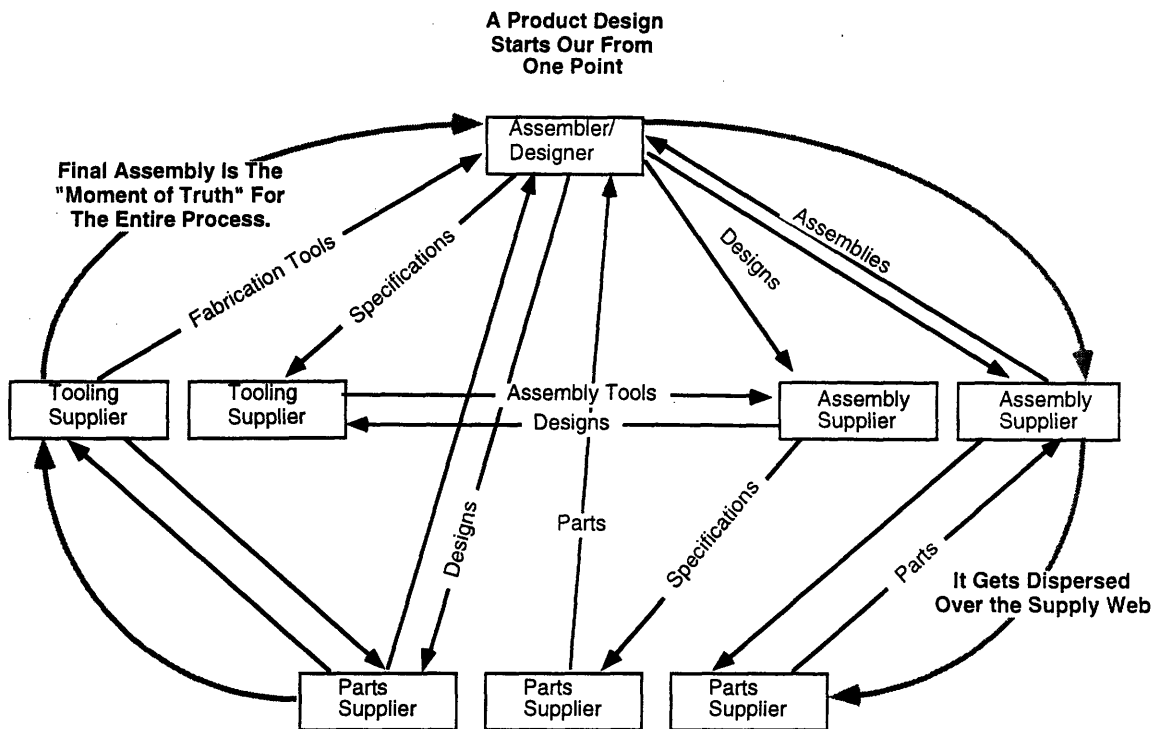 A Product Design
Starts Our From
One Point
Assembler/
Designer
Final Assembly Is The
"Moment of Truth" For
The Entire Process.
Fabrication Tools
Specifications
Designs
Assemblies
Tooling
Supplier
Tooling
Supplier
Assembly Tools
Designs
Assembly
Supplier
Assembly
Supplier
Designs
Parts
Specifications
Parts
It Gets Dispersed
Over the Supply Web
Parts
Supplier
Parts
Supplier
Parts
Supplier